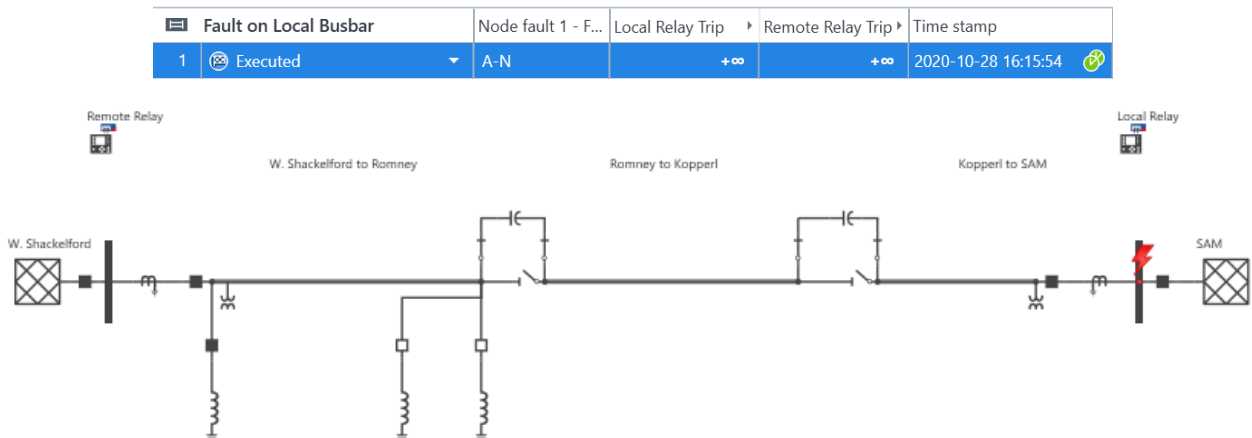 Fault on Local Busbar Node fault 1 - F... Local Relay Trip Remote Relay Trip Time stamp
1 Executed A-N +∞ +∞ 2020-10-28 16:15:54
Remote Relay Local Relay
W. Shackelford to Romney Romney to Kopperl Kopperl to SAM
W. Shackelford SAM